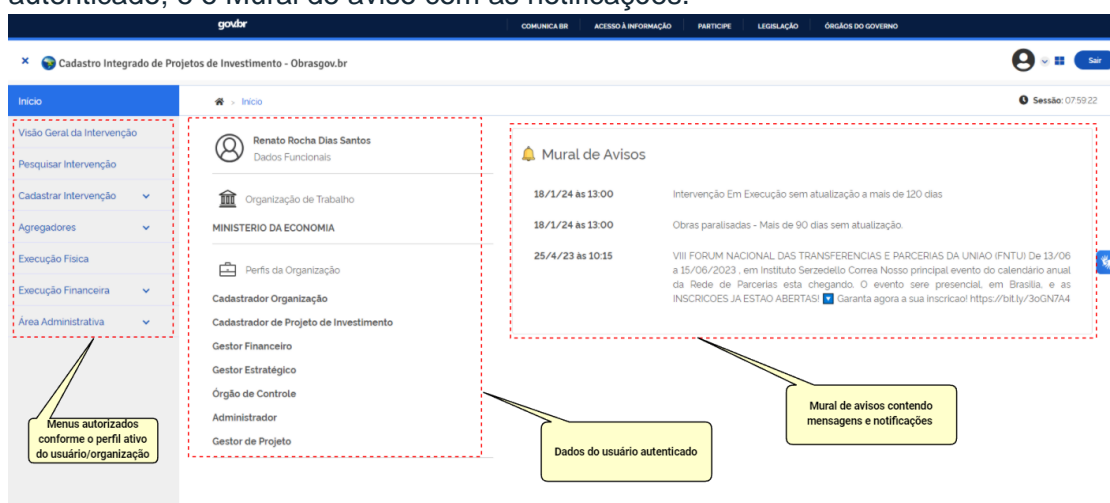 autenticado, e o Mural de aviso com as notificações.
govbr
COMUNICA BR
ACESSO À INFORMAÇÃO
PARTICIPE
LEGISLAÇÃO
ÓRGÃOS DO GOVERNO
Cadastro Integrado de Projetos de Investimento - Obrasgov.br
Sair
Início
Início
Sessão: 07:59:22
Visão Geral da Intervenção
Pesquisar Intervenção
Cadastrar Intervenção
Agregadores
Execução Física
Execução Financeira
Área Administrativa
Menus autorizados
conforme o perfil ativo
do usuário/organização
Renato Rocha Dias Santos
Dados Funcionais
Organização de Trabalho
MINISTERIO DA ECONOMIA
Perfis da Organização
Cadastrador Organização
Cadastrador de Projeto de Investimento
Gestor Financeiro
Gestor Estratégico
Órgão de Controle
Administrador
Gestor de Projeto
Dados do usuário autenticado
Mural de Avisos
18/1/24 às 13:00 Intervenção Em Execução sem atualização a mais de 120 dias
18/1/24 às 13:00 Obras paralisadas - Mais de 90 dias sem atualização.
25/4/23 às 10:15 VIII FORUM NACIONAL DAS TRANSFERENCIAS E PARCERIAS DA UNIAO (FNTU) De 13/06
a 15/06/2023 , em Instituto Serzedello Correa Nosso principal evento do calendário anual
da Rede de Parcerias esta chegando. O evento sere presencial, em Brasilia, e as
INSCRICOES JA ESTAO ABERTAS! Garanta agora a sua inscricao! https://bit.ly/3oGN7A4
Mural de avisos contendo
mensagens e notificações